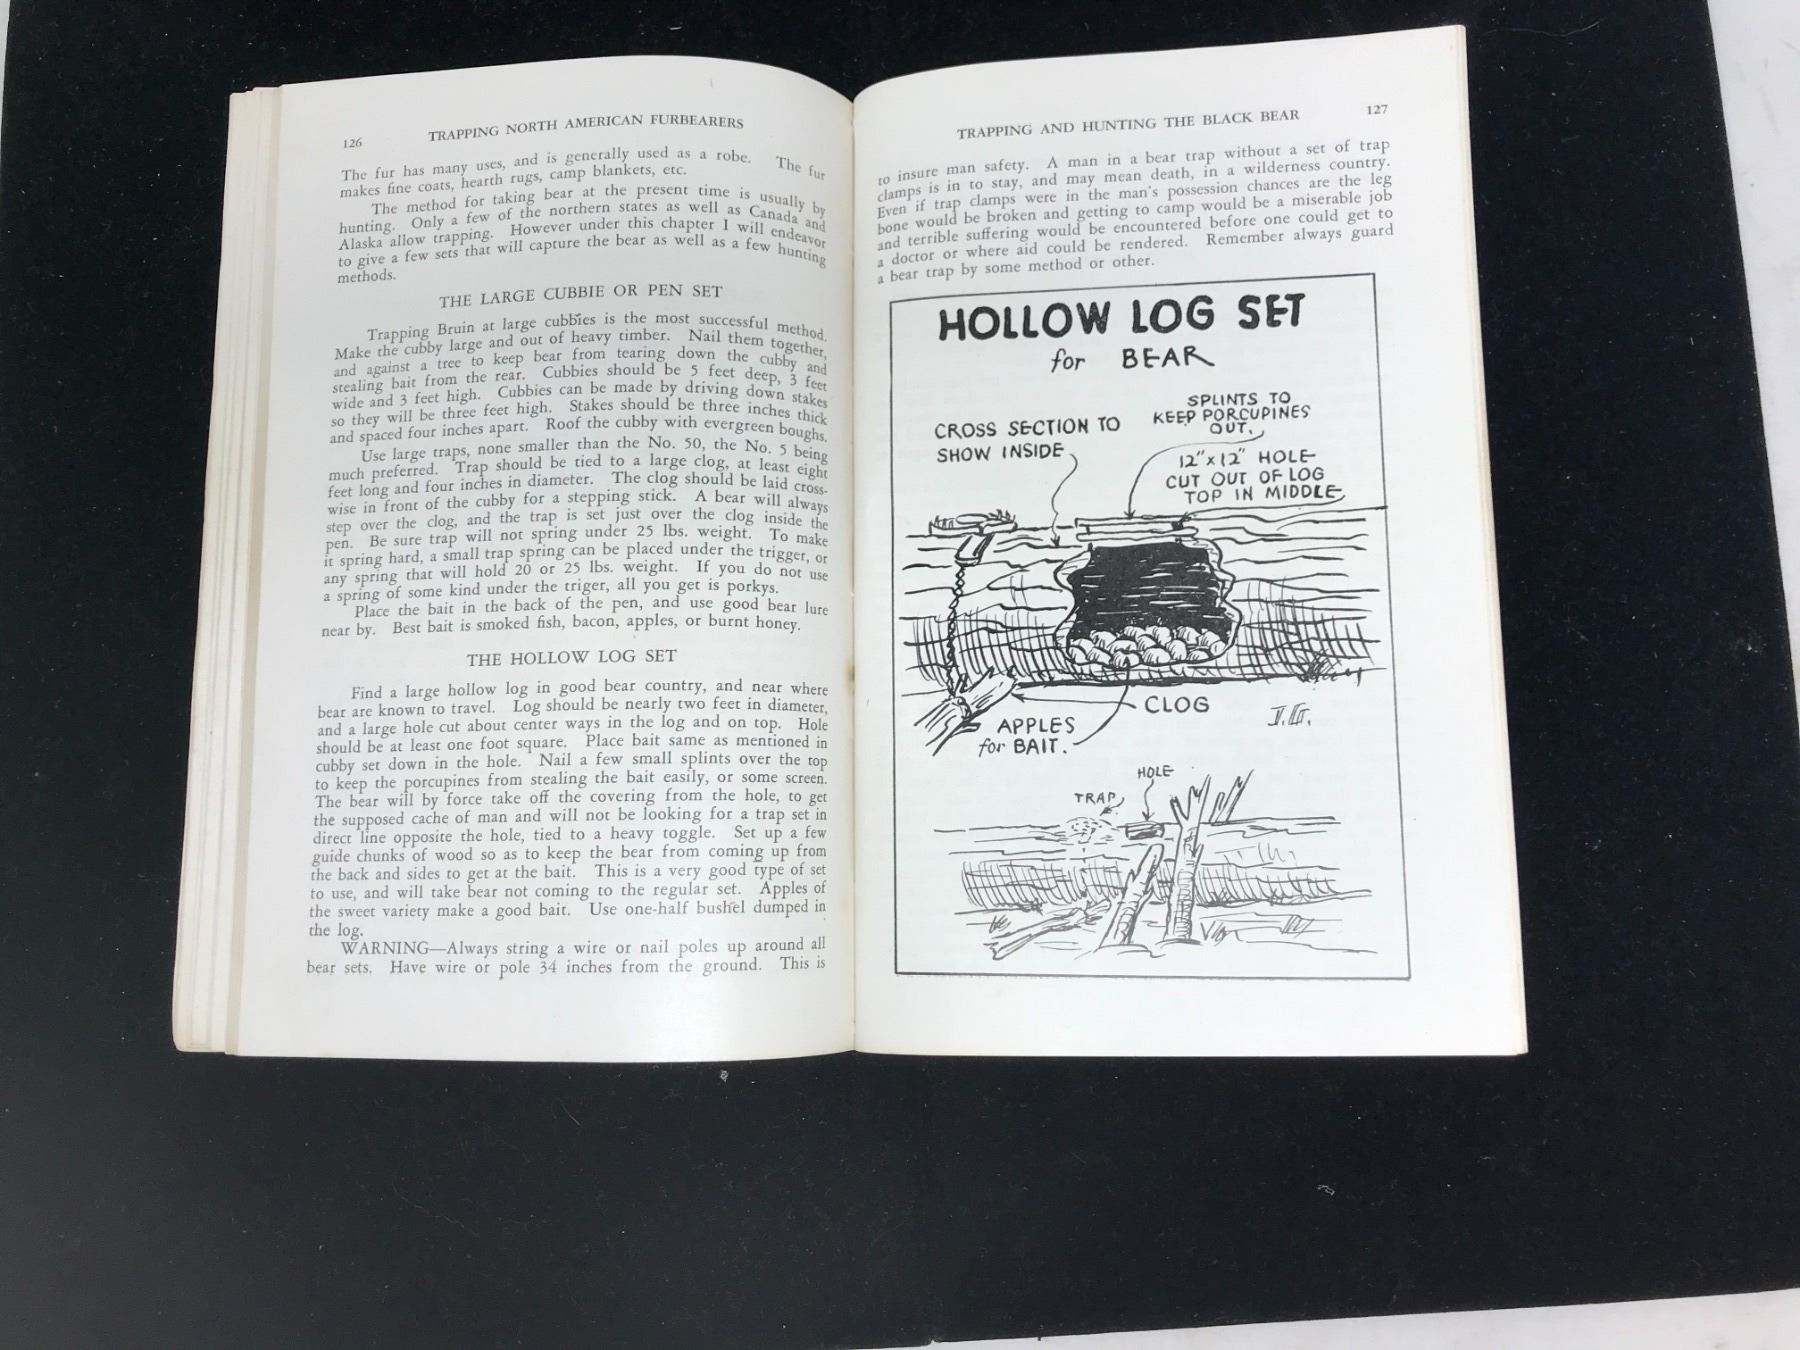 126
TRAPPING NORTH AMERICAN FURBEARERS
The fur has many uses, and is generally used as a robe. The fur
makes fine coats, hearth rugs, camp blankets, etc.
The method for taking bear at the present time is usually by
hunting. Only a few of the northern states as well as Canada and
Alaska allow trapping. However under this chapter I will endeavor
to give a few sets that will capture the bear as well as a few hunting
methods.
THE LARGE CUBBIE OR PEN SET
Trapping Bruin at large cubbies is the most successful method.
Make the cubby large and out of heavy timber. Nail them together,
and against a tree to keep bear from tearing down the cubby and
stealing bait from the rear. Cubbies should be 5 feet deep, 3 feet
wide and 3 feet high. Cubbies can be made by driving down stakes
so they will be three feet high. Stakes should be three inches thick
and spaced four inches apart. Roof the cubby with evergreen boughs.
Use large traps, none smaller than the No. 50, the No. 5 being
much preferred. Trap should be tied to a large clog, at least eight
feet long and four inches in diameter. The clog should be laid cross-
wise in front of the cubby for a stepping stick. A bear will always
step over the clog, and the trap is set just over the clog inside the
pen. Be sure trap will not spring under 25 lbs. weight. To make
it spring hard, a small trap spring can be placed under the trigger, or
any spring that will hold 20 or 25 lbs. weight. If you do not use
a spring of some kind under the triger, all you get is porkys.
Place the bait in the back of the pen, and use good bear lure
near by. Best bait is smoked fish, bacon, apples, or burnt honey.
THE HOLLOW LOG SET
Find a large hollow log in good bear country, and near where
bear are known to travel. Log should be nearly two feet in diameter,
and a large hole cut about center ways in the log and on top. Hole
should be at least one foot square. Place bait same as mentioned in
cubby set down in the hole. Nail a few small splints over the top
to keep the porcupines from stealing the bait easily, or some screen.
The bear will by force take off the covering from the hole, to get
the supposed cache of man and will not be looking for a trap set in
direct line opposite the hole, tied to a heavy toggle. Set up a few
guide chunks of wood so as to keep the bear from coming up from
the back and sides to get at the bait. This is a very good type of set
to use, and will take bear not coming to the regular set. Apples of
the sweet variety make a good bait. Use one-half bushel dumped in
the log.
WARNING—Always string a wire or nail poles up around all
bear sets. Have wire or pole 34 inches from the ground. This is
TRAPPING AND HUNTING THE BLACK BEAR
127
to insure man safety. A man in a bear trap without a set of trap
clamps is in to stay, and may mean death, in a wilderness country.
Even if trap clamps were in the man's possession chances are the leg
bone would be broken and getting to camp would be a miserable job
and terrible suffering would be encountered before one could get to
a doctor or where aid could be rendered. Remember always guard
a bear trap by some method or other.
HOLLOW LOG SET
for BEAR
CROSS SECTION TO
SHOW INSIDE
SPLINTS TO
KEEP PORCUPINES
OUT.
12" x 12" HOLE
CUT OUT OF LOG
TOP IN MIDDLE
CLOG
APPLES
for BAIT.
I.G.
HOLE
TRAP